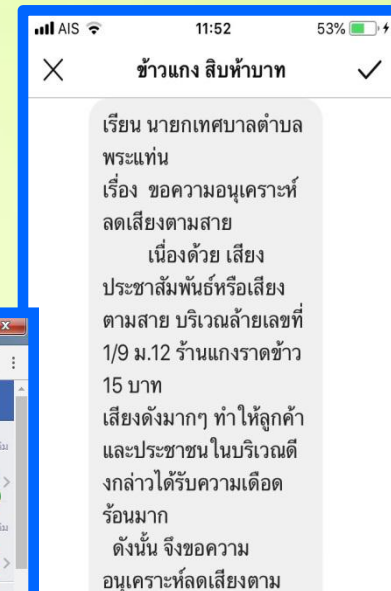 AIS 11:52 53%
ข้าวแกง สิบห้าบาท
เรียน นายกเทศบาลตำบล
พระแท่น
เรื่อง ขอความอนุเคราะห์
ลดเสียงตามสาย
เนื่องด้วย เสียง
ประชาสัมพันธ์หรือเสียง
ตามสาย บริเวณล้ายเลขที่
1/9 ม.12 ร้านแกงราดข้าว
15 บาท
เสียงดังมากๆ ทำให้ลูกค้า
และประชาชนในบริเวณดี
งกล่าวได้รับความเดือด
ร้อนมาก
ดังนั้น จึงขอความ
อนุเคราะห์ลดเสียงตาม